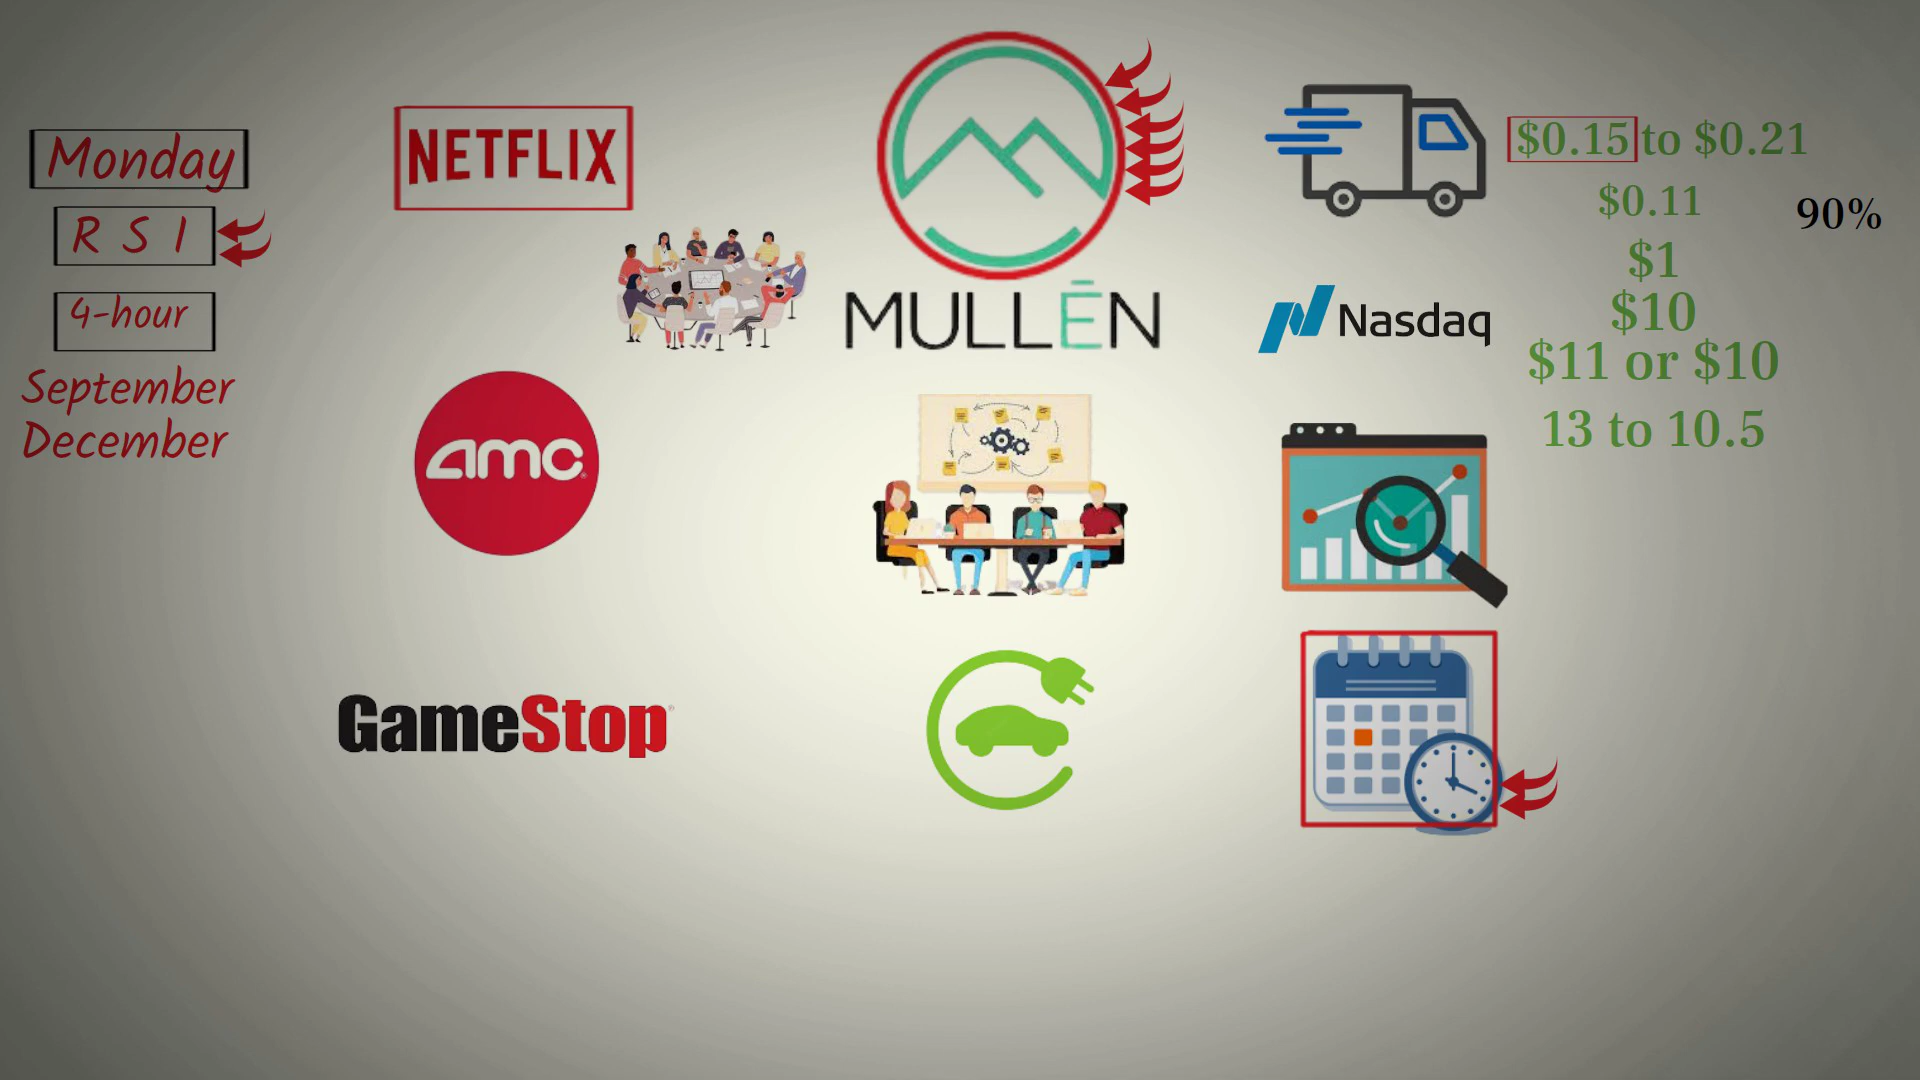 Monday
R S I
4-hour
September
December
NETFLIX
amc
GameStop
MULLĒN
Nasdaq
$0.15 to $0.21
$0.11
90%
$1
$10
$11 or $10
13 to 10.5